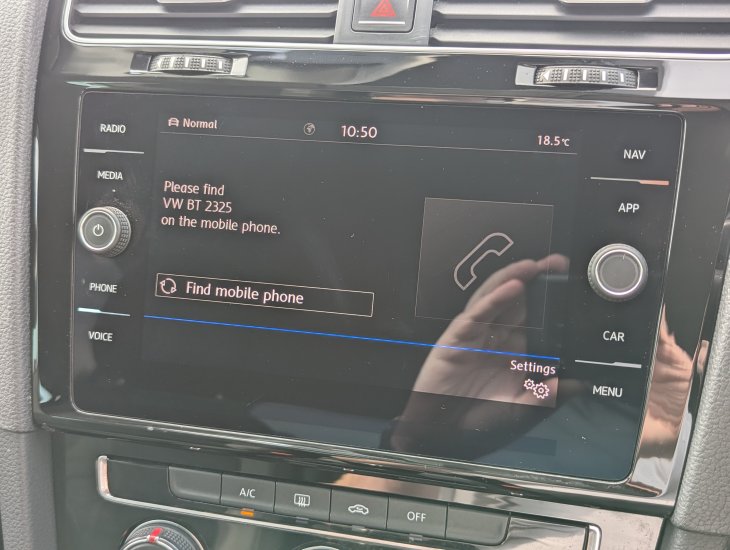 RADIO
MEDIA
PHONE
VOICE
Normal
10:50
18.5°C
Please find
VW BT 2325
on the mobile phone.
Find mobile phone
Settings
NAV
APP
CAR
MENU
A/C
OFF